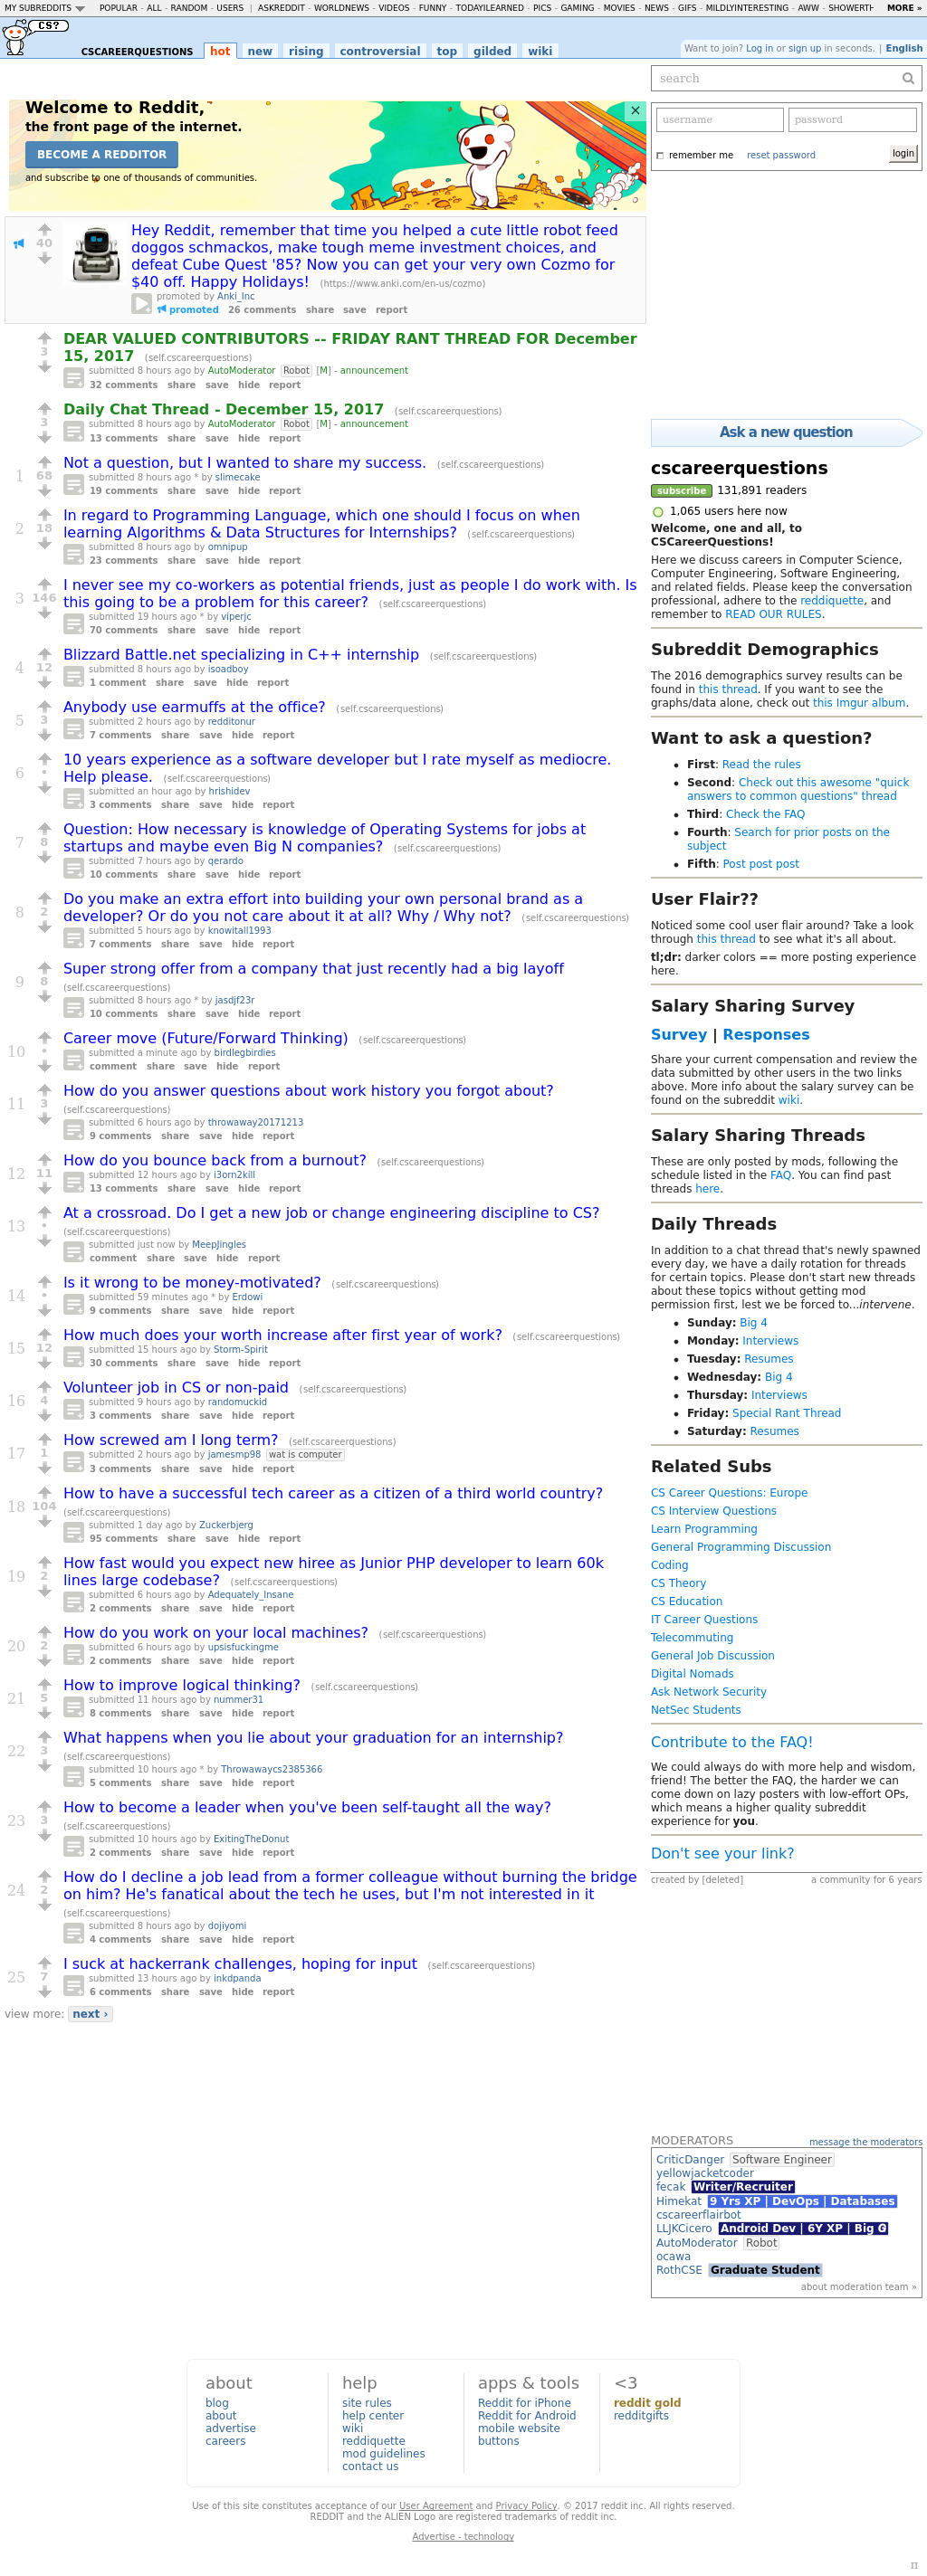 MY SUBREDDITS POPULAR - ALL - RANDOM - USERS | ASKREDDIT - WORLDNEWS - VIDEOS - FUNNY - TODAYILEARNED - PICS - GAMING - MOVIES - NEWS - GIFS - MILDLYINTERESTING - AWW - SHOWERTH MORE »
CS?
CSCAREERQUESTIONS hot new rising controversial top gilded wiki
Want to join? Log in or sign up in seconds. | English
search
username password
remember me reset password login
Welcome to Reddit,
the front page of the internet.
BECOME A REDDITOR
and subscribe to one of thousands of communities.
40
Hey Reddit, remember that time you helped a cute little robot feed
doggos schmackos, make tough meme investment choices, and
defeat Cube Quest '85? Now you can get your very own Cozmo for
$40 off. Happy Holidays! (https://www.anki.com/en-us/cozmo)
promoted by Anki_Inc
promoted 26 comments share save report
3
DEAR VALUED CONTRIBUTORS -- FRIDAY RANT THREAD FOR December
15, 2017 (self.cscareerquestions)
submitted 8 hours ago by AutoModerator Robot [M] - announcement
32 comments share save hide report
3
Daily Chat Thread - December 15, 2017 (self.cscareerquestions)
submitted 8 hours ago by AutoModerator Robot [M] - announcement
13 comments share save hide report
1 68
Not a question, but I wanted to share my success. (self.cscareerquestions)
submitted 8 hours ago * by slimecake
19 comments share save hide report
2 18
In regard to Programming Language, which one should I focus on when
learning Algorithms & Data Structures for Internships? (self.cscareerquestions)
submitted 8 hours ago by omnipup
23 comments share save hide report
3 146
I never see my co-workers as potential friends, just as people I do work with. Is
this going to be a problem for this career? (self.cscareerquestions)
submitted 19 hours ago * by viperjc
70 comments share save hide report
4 12
Blizzard Battle.net specializing in C++ internship (self.cscareerquestions)
submitted 8 hours ago by isoadboy
1 comment share save hide report
5 3
Anybody use earmuffs at the office? (self.cscareerquestions)
submitted 2 hours ago by redditonur
7 comments share save hide report
6 •
10 years experience as a software developer but I rate myself as mediocre.
Help please. (self.cscareerquestions)
submitted an hour ago by hrishidev
3 comments share save hide report
7 8
Question: How necessary is knowledge of Operating Systems for jobs at
startups and maybe even Big N companies? (self.cscareerquestions)
submitted 7 hours ago by qerardo
10 comments share save hide report
8 2
Do you make an extra effort into building your own personal brand as a
developer? Or do you not care about it at all? Why / Why not? (self.cscareerquestions)
submitted 5 hours ago by knowitall1993
7 comments share save hide report
9 8
Super strong offer from a company that just recently had a big layoff
(self.cscareerquestions)
submitted 8 hours ago * by jasdjf23r
10 comments share save hide report
10 •
Career move (Future/Forward Thinking) (self.cscareerquestions)
submitted a minute ago by birdlegbirdies
comment share save hide report
11 3
How do you answer questions about work history you forgot about?
(self.cscareerquestions)
submitted 6 hours ago by throwaway20171213
9 comments share save hide report
12 11
How do you bounce back from a burnout? (self.cscareerquestions)
submitted 12 hours ago by i3orn2kill
13 comments share save hide report
13 •
At a crossroad. Do I get a new job or change engineering discipline to CS?
(self.cscareerquestions)
submitted just now by MeepJingles
comment share save hide report
14 •
Is it wrong to be money-motivated? (self.cscareerquestions)
submitted 59 minutes ago * by Erdowi
9 comments share save hide report
15 12
How much does your worth increase after first year of work? (self.cscareerquestions)
submitted 15 hours ago by Storm-Spirit
30 comments share save hide report
16 4
Volunteer job in CS or non-paid (self.cscareerquestions)
submitted 9 hours ago by randomuckid
3 comments share save hide report
17 1
How screwed am I long term? (self.cscareerquestions)
submitted 2 hours ago by jamesmp98 wat is computer
3 comments share save hide report
18 104
How to have a successful tech career as a citizen of a third world country?
(self.cscareerquestions)
submitted 1 day ago by Zuckerbjerg
95 comments share save hide report
19 2
How fast would you expect new hiree as Junior PHP developer to learn 60k
lines large codebase? (self.cscareerquestions)
submitted 6 hours ago by Adequately_Insane
2 comments share save hide report
20 2
How do you work on your local machines? (self.cscareerquestions)
submitted 6 hours ago by upsisfuckingme
2 comments share save hide report
21 5
How to improve logical thinking? (self.cscareerquestions)
submitted 11 hours ago by nummer31
8 comments share save hide report
22 3
What happens when you lie about your graduation for an internship?
(self.cscareerquestions)
submitted 10 hours ago * by Throwawaycs2385366
5 comments share save hide report
23 3
How to become a leader when you've been self-taught all the way?
(self.cscareerquestions)
submitted 10 hours ago by ExitingTheDonut
2 comments share save hide report
24 2
How do I decline a job lead from a former colleague without burning the bridge
on him? He's fanatical about the tech he uses, but I'm not interested in it
(self.cscareerquestions)
submitted 8 hours ago by dojiyomi
4 comments share save hide report
25 7
I suck at hackerrank challenges, hoping for input (self.cscareerquestions)
submitted 13 hours ago by inkdpanda
6 comments share save hide report
view more: next ›
Ask a new question
cscareerquestions
subscribe 131,891 readers
1,065 users here now
Welcome, one and all, to
CSCareerQuestions!
Here we discuss careers in Computer Science,
Computer Engineering, Software Engineering,
and related fields. Please keep the conversation
professional, adhere to the reddiquette, and
remember to READ OUR RULES.
Subreddit Demographics
The 2016 demographics survey results can be
found in this thread. If you want to see the
graphs/data alone, check out this Imgur album.
Want to ask a question?
• First: Read the rules
• Second: Check out this awesome "quick
answers to common questions" thread
• Third: Check the FAQ
• Fourth: Search for prior posts on the
subject
• Fifth: Post post post
User Flair??
Noticed some cool user flair around? Take a look
through this thread to see what it's all about.
tl;dr: darker colors == more posting experience
here.
Salary Sharing Survey
Survey | Responses
Share your current compensation and review the
data submitted by other users in the two links
above. More info about the salary survey can be
found on the subreddit wiki.
Salary Sharing Threads
These are only posted by mods, following the
schedule listed in the FAQ. You can find past
threads here.
Daily Threads
In addition to a chat thread that's newly spawned
every day, we have a daily rotation for threads
for certain topics. Please don't start new threads
about these topics without getting mod
permission first, lest we be forced to...intervene.
• Sunday: Big 4
• Monday: Interviews
• Tuesday: Resumes
• Wednesday: Big 4
• Thursday: Interviews
• Friday: Special Rant Thread
• Saturday: Resumes
Related Subs
CS Career Questions: Europe
CS Interview Questions
Learn Programming
General Programming Discussion
Coding
CS Theory
CS Education
IT Career Questions
Telecommuting
General Job Discussion
Digital Nomads
Ask Network Security
NetSec Students
Contribute to the FAQ!
We could always do with more help and wisdom,
friend! The better the FAQ, the harder we can
come down on lazy posters with low-effort OPs,
which means a higher quality subreddit
experience for you.
Don't see your link?
created by [deleted] a community for 6 years
MODERATORS message the moderators
CriticDanger Software Engineer
yellowjacketcoder
fecak Writer/Recruiter
Himekat 9 Yrs XP | DevOps | Databases
cscareerflairbot
LLJKCicero Android Dev | 6Y XP | Big G
AutoModerator Robot
ocawa
RothCSE Graduate Student
about moderation team »
about
blog
about
advertise
careers
help
site rules
help center
wiki
reddiquette
mod guidelines
contact us
apps & tools
Reddit for iPhone
Reddit for Android
mobile website
buttons
<3
reddit gold
redditgifts
Use of this site constitutes acceptance of our User Agreement and Privacy Policy. © 2017 reddit inc. All rights reserved.
REDDIT and the ALIEN Logo are registered trademarks of reddit inc.
Advertise - technology
π